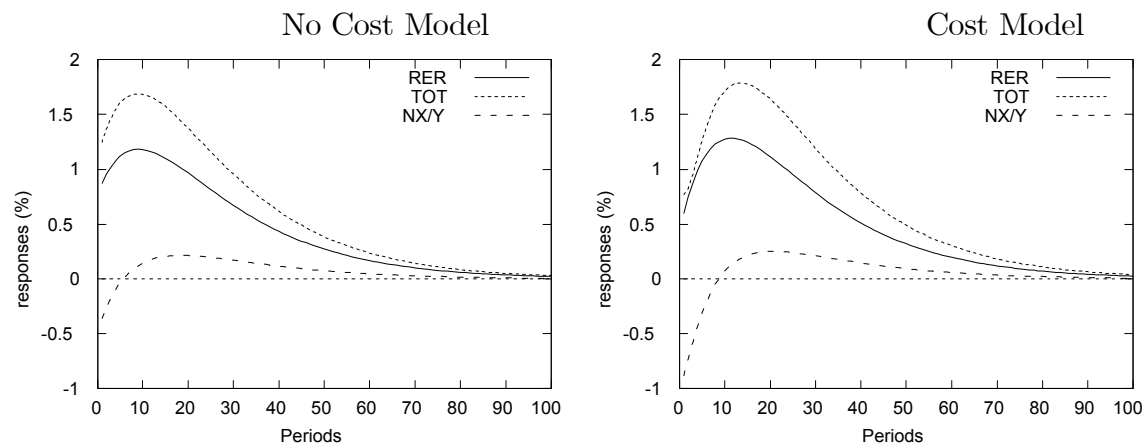 No Cost Model
2
1.5
1
0.5
0
-0.5
-1
responses (%)
RER
TOT
NX/Y
0 10 20 30 40 50 60 70 80 90 100
Periods
Cost Model
2
1.5
1
0.5
0
-0.5
-1
responses (%)
RER
TOT
NX/Y
0 10 20 30 40 50 60 70 80 90 100
Periods